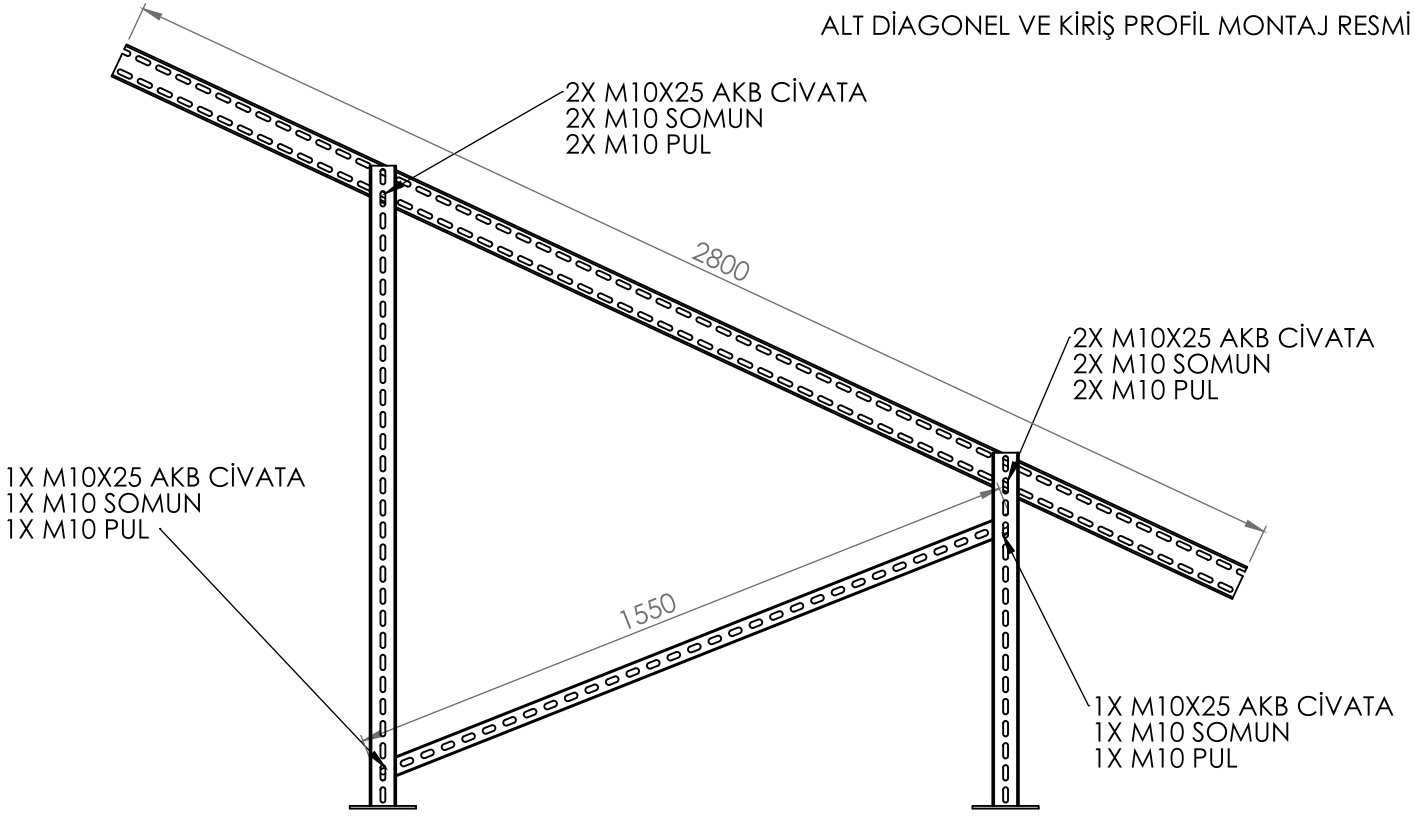 ALT DİAGONEL VE KİRİŞ PROFİL MONTAJ RESMİ
2X M10X25 AKB CİVATA
2X M10 SOMUN
2X M10 PUL
2800
2X M10X25 AKB CİVATA
2X M10 SOMUN
2X M10 PUL
1X M10X25 AKB CİVATA
1X M10 SOMUN
1X M10 PUL
1550
1X M10X25 AKB CİVATA
1X M10 SOMUN
1X M10 PUL